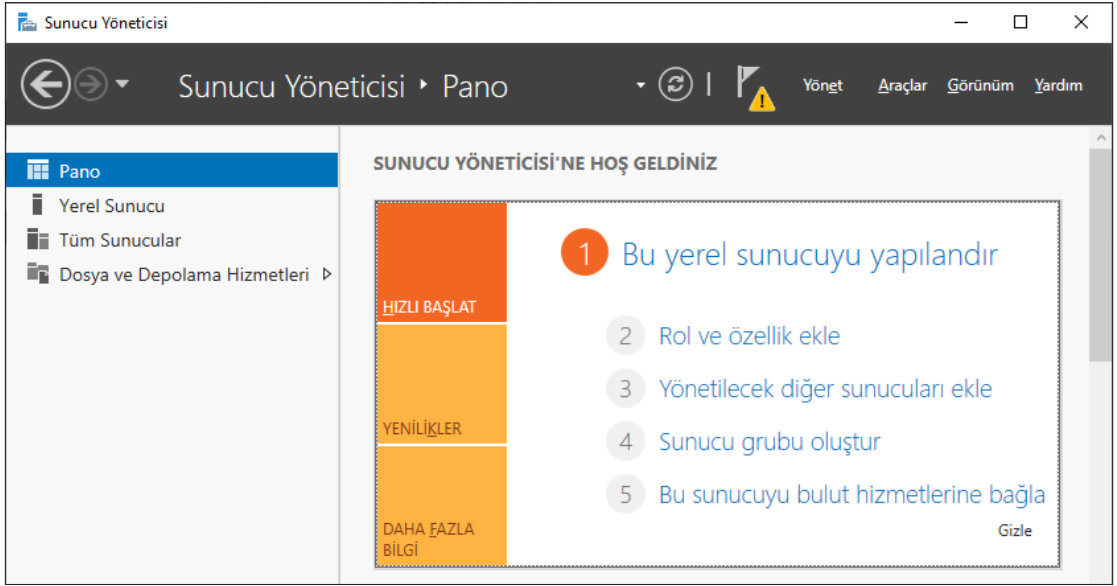 Sunucu Yöneticisi
Sunucu Yöneticisi ‣ Pano
Yönet Araçlar Görünüm Yardım
Pano
Yerel Sunucu
Tüm Sunucular
Dosya ve Depolama Hizmetleri
SUNUCU YÖNETİCİSİ'NE HOŞ GELDİNİZ
HIZLI BAŞLAT
YENİLİKLER
DAHA FAZLA
BİLGİ
1 Bu yerel sunucuyu yapılandır
2 Rol ve özellik ekle
3 Yönetilecek diğer sunucuları ekle
4 Sunucu grubu oluştur
5 Bu sunucuyu bulut hizmetlerine bağla
Gizle